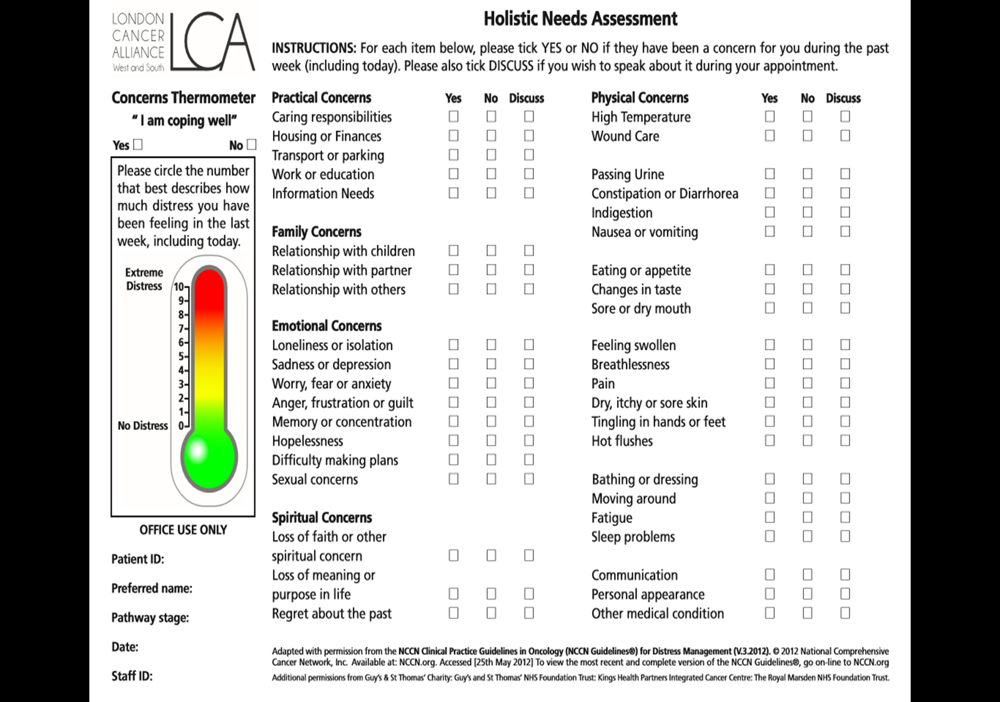 LONDON
CANCER
ALLIANCE
West and South
LCA
Holistic Needs Assessment
INSTRUCTIONS: For each item below, please tick YES or NO if they have been a concern for you during the past
week (including today). Please also tick DISCUSS if you wish to speak about it during your appointment.
Concerns Thermometer
" I am coping well"
Yes No
Please circle the number
that best describes how
much distress you have
been feeling in the last
week, including today.
Extreme
Distress
10
9
8
7
6
5
4
3
2
1
No Distress 0
OFFICE USE ONLY
Patient ID:
Preferred name:
Pathway stage:
Date:
Staff ID:
Practical Concerns Yes No Discuss
Caring responsibilities
Housing or Finances
Transport or parking
Work or education
Information Needs
Family Concerns
Relationship with children
Relationship with partner
Relationship with others
Emotional Concerns
Loneliness or isolation
Sadness or depression
Worry, fear or anxiety
Anger, frustration or guilt
Memory or concentration
Hopelessness
Difficulty making plans
Sexual concerns
Spiritual Concerns
Loss of faith or other
spiritual concern
Loss of meaning or
purpose in life
Regret about the past
Physical Concerns Yes No Discuss
High Temperature
Wound Care
Passing Urine
Constipation or Diarrhorea
Indigestion
Nausea or vomiting
Eating or appetite
Changes in taste
Sore or dry mouth
Feeling swollen
Breathlessness
Pain
Dry, itchy or sore skin
Tingling in hands or feet
Hot flushes
Bathing or dressing
Moving around
Fatigue
Sleep problems
Communication
Personal appearance
Other medical condition
Adapted with permission from the NCCN Clinical Practice Guidelines in Oncology (NCCN Guidelines®) for Distress Management (V.3.2012). © 2012 National Comprehensive
Cancer Network, Inc. Available at: NCCN.org. Accessed [25th May 2012] To view the most recent and complete version of the NCCN Guidelines®, go on-line to NCCN.org
Additional permissions from Guy's & St Thomas' Charity: Guy's and St Thomas' NHS Foundation Trust: Kings Health Partners Integrated Cancer Centre: The Royal Marsden NHS Foundation Trust.